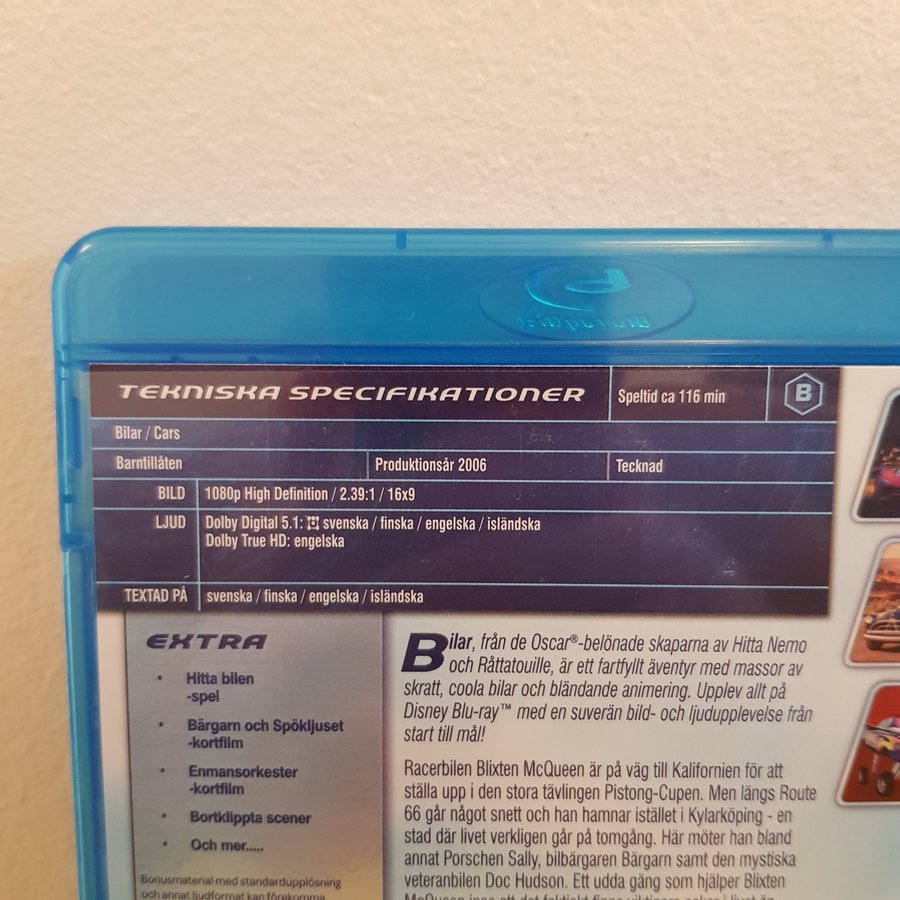 Blu-ray Disc
TEKNISKA SPECIFIKATIONER
Speltid ca 116 min
B
Bilar / Cars
Barntillåten
Produktionsår 2006
Tecknad
BILD
1080p High Definition / 2.39:1 / 16x9
LJUD
Dolby Digital 5.1: svenska / finska / engelska / isländska
Dolby True HD: engelska
TEXTAD PÅ
svenska / finska / engelska / isländska
EXTRA
• Hitta bilen
-spel
• Bärgarn och Spökljuset
-kortfilm
• Enmansorkester
-kortfilm
• Bortklippta scener
• Och mer.....
Bonusmaterial med standardupplösning
och annat ljudformat kan förekomma
Bilar, från de Oscar®-belönade skaparna av Hitta Nemo
och Råttatouille, är ett fartfyllt äventyr med massor av
skratt, coola bilar och bländande animering. Upplev allt på
Disney Blu-ray™ med en suverän bild- och ljudupplevelse från
start till mål!
Racerbilen Blixten McQueen är på väg till Kalifornien för att
ställa upp i den stora tävlingen Pistong-Cupen. Men längs Route
66 går något snett och han hamnar istället i Kylarköping - en
stad där livet verkligen går på tomgång. Här möter han bland
annat Porschen Sally, bilbärgaren Bärgarn samt den mystiska
veteranbilen Doc Hudson. Ett udda gäng som hjälper Blixten